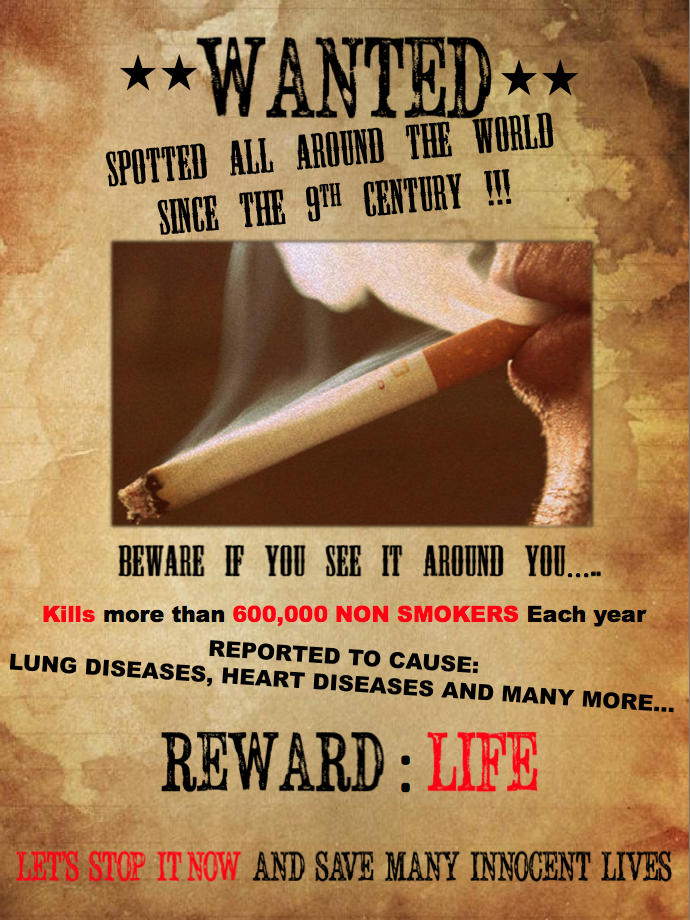 ★★WANTED★★
SPOTTED ALL AROUND THE WORLD
SINCE THE 9TH CENTURY !!!
BEWARE IF YOU SEE IT AROUND YOU.....
Kills more than 600,000 NON SMOKERS Each year
REPORTED TO CAUSE:
LUNG DISEASES, HEART DISEASES AND MANY MORE...
REWARD : LIFE
LET'S STOP IT NOW AND SAVE MANY INNOCENT LIVES